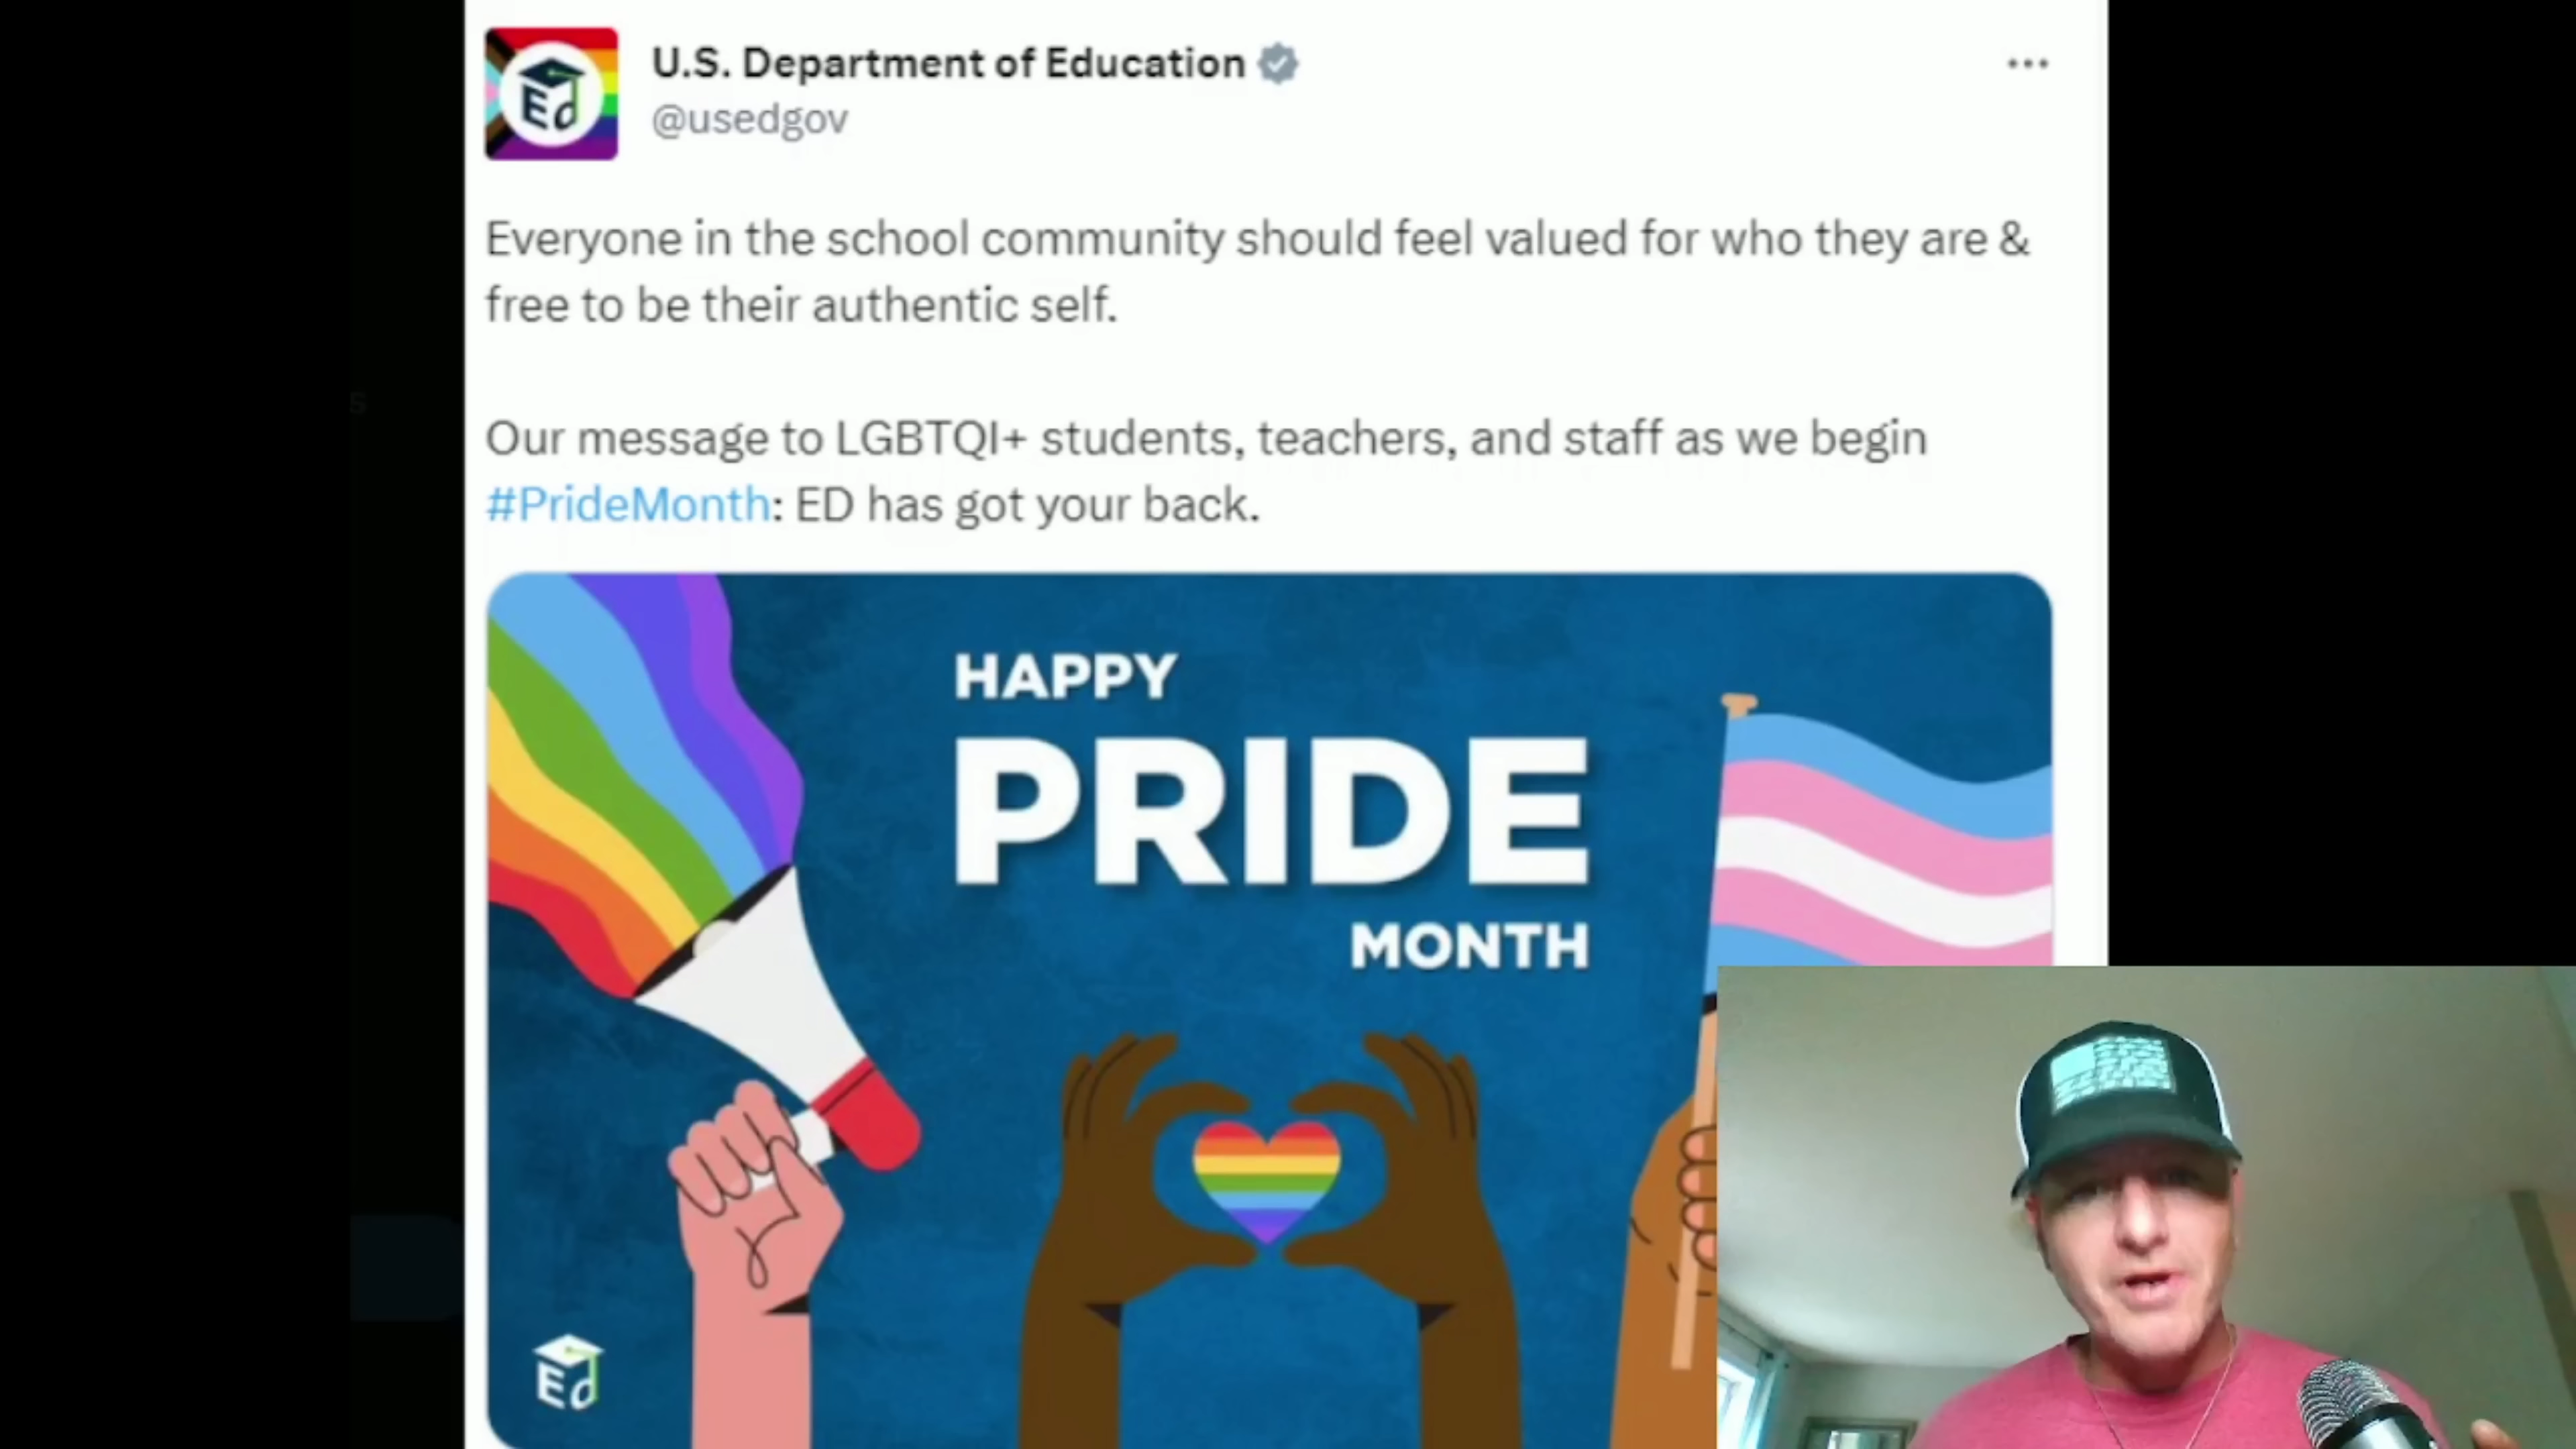 U.S. Department of Education
@usedgov
Everyone in the school community should feel valued for who they are &
free to be their authentic self.
Our message to LGBTQI+ students, teachers, and staff as we begin
#PrideMonth: ED has got your back.
HAPPY
PRIDE
MONTH
Ed